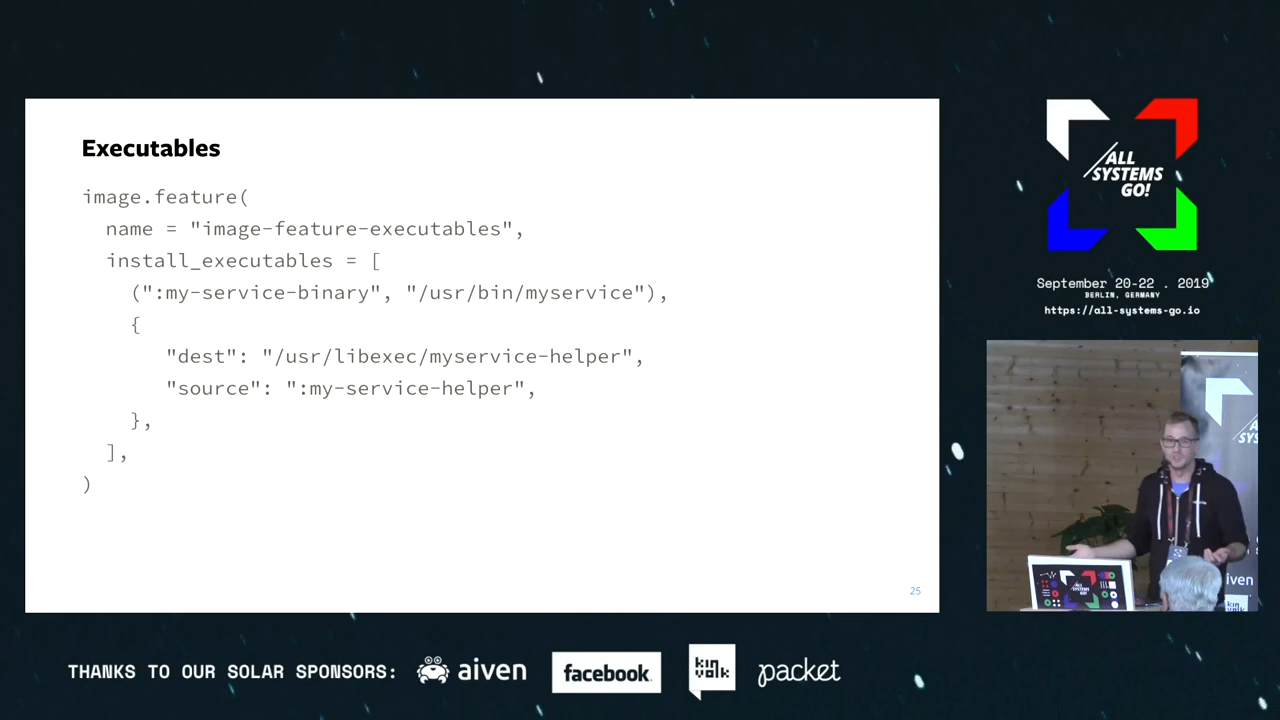 Executables
image.feature(
name = "image-feature-executables",
install_executables = [
(":my-service-binary", "/usr/bin/myservice"),
{
"dest": "/usr/libexec/myservice-helper",
"source": ":my-service-helper",
},
],
)
25
/ALL
SYSTEMS
GO!
September 20-22 . 2019
BERLIN, GERMANY
https://all-systems-go.io
aiven
THANKS TO OUR SOLAR SPONSORS:
aiven
facebook.
kinvolk
packet